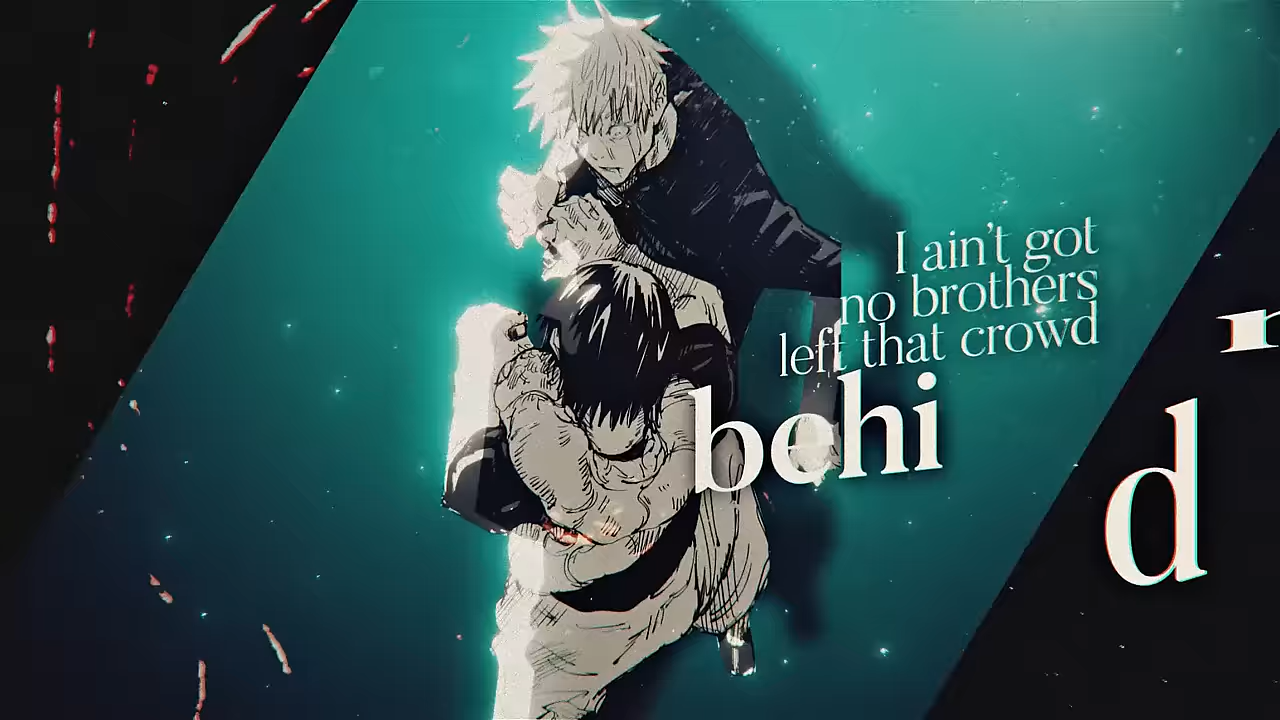 I ain't got
no brothers
left that crowd
behi
d